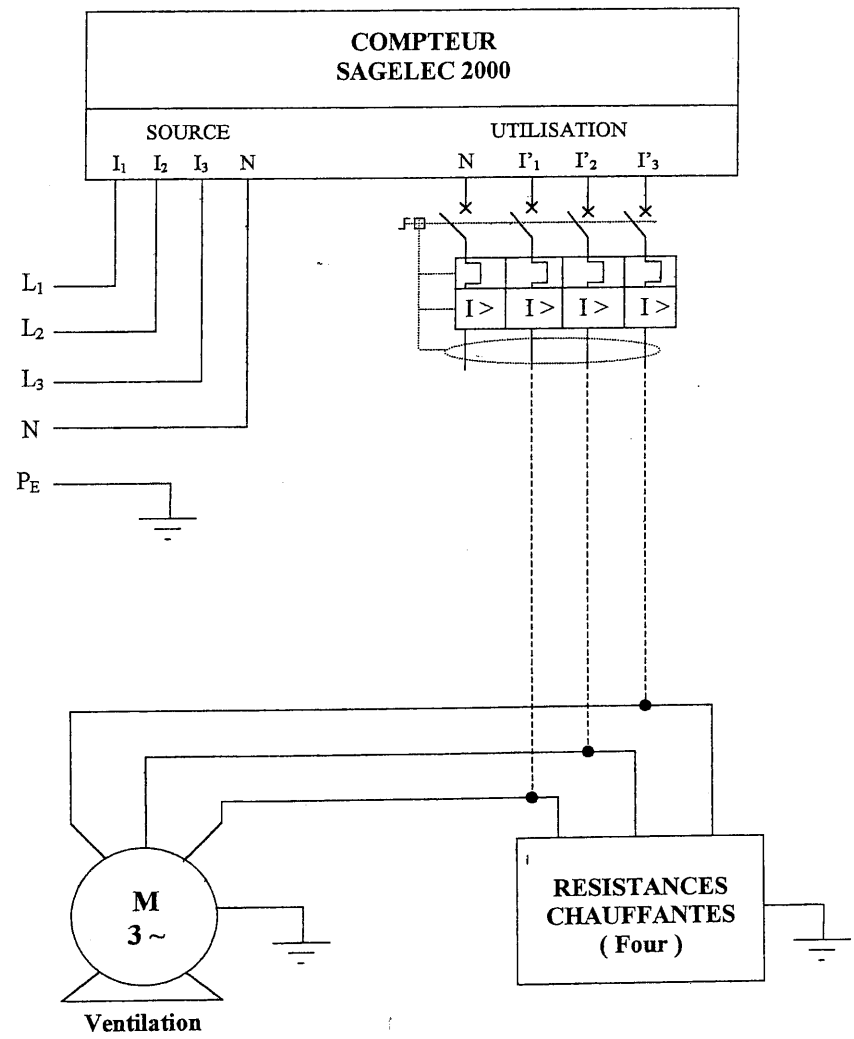 COMPTEUR
SAGELEC 2000
SOURCE
UTILISATION
I₁ I₂ I₃ N
N I'₁ I'₂ I'₃
L₁
L₂
L₃
N
P_E
I > I > I > I >
M
3 ~
Ventilation
RESISTANCES
CHAUFFANTES
( Four )